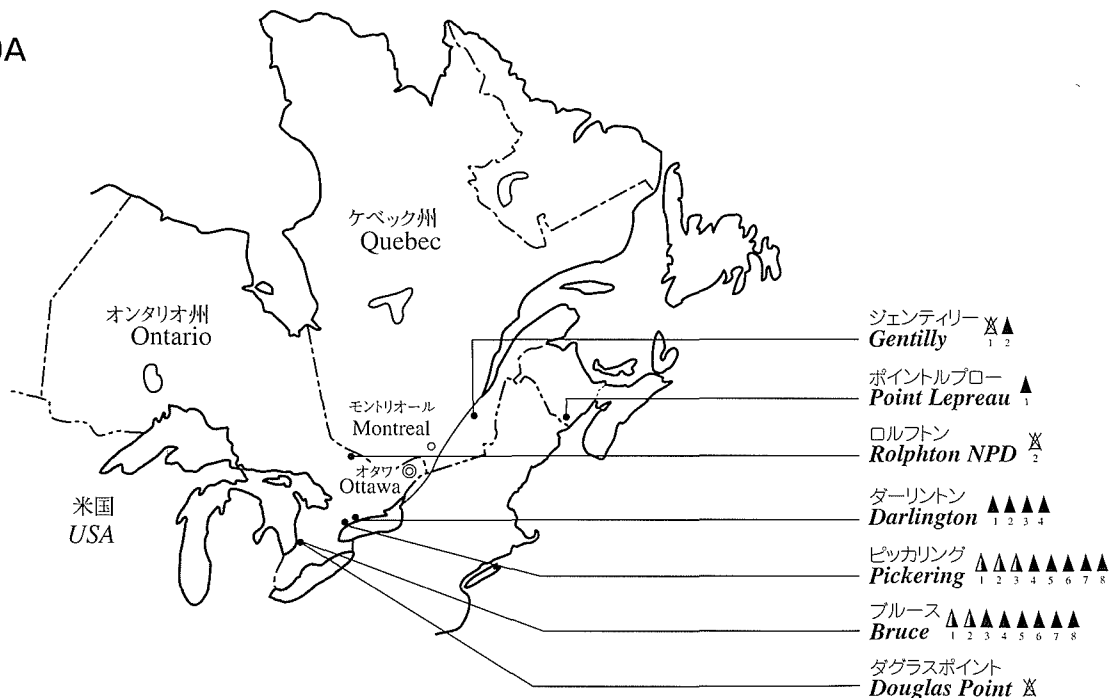 DA
ケベック州
Quebec
オンタリオ州
Ontario
モントリオール
Montreal
オタワ
Ottawa
米国
USA
ジェンティリー
Gentilly
1 2
ポイントルプロー
Point Lepreau
1
ロルフトン
Rolphton NPD
2
ダーリントン
Darlington
1 2 3 4
ピッカリング
Pickering
1 2 3 4 5 6 7 8
ブルース
Bruce
1 2 3 4 5 6 7 8
ダグラスポイント
Douglas Point